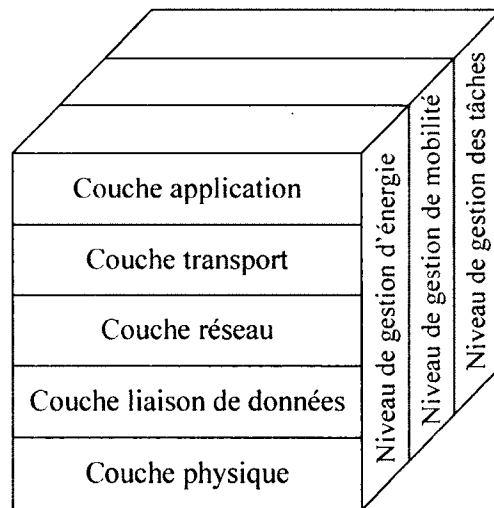 Couche application
Couche transport
Couche réseau
Couche liaison de données
Couche physique
Niveau de gestion d'énergie
Niveau de gestion de mobilité
Niveau de gestion des tâches